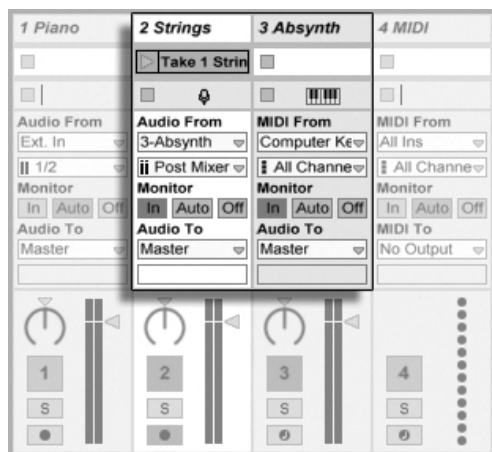 1 Piano
2 Strings
3 Absynth
4 MIDI
Take 1 Strin
Audio From
Audio From
MIDI From
MIDI From
Ext. In
3-Absynth
Computer Ke
All Ins
1/2
Post Mixer
All Channe
All Channe
Monitor
Monitor
Monitor
Monitor
In Auto Off
In Auto Off
In Auto Off
In Auto Off
Audio To
Audio To
Audio To
MIDI To
Master
Master
Master
No Output
1
2
3
4
S
S
S
S